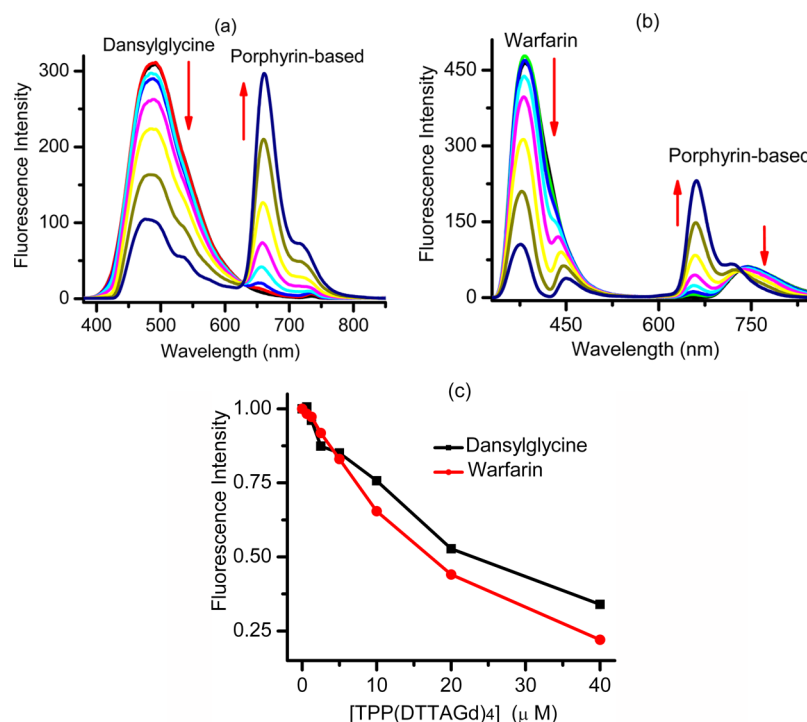 (a)
Dansylglycine
Porphyrin-based
Fluorescence Intensity
300
200
100
0
400 500 600 700 800
Wavelength (nm)
(b)
Warfarin
Porphyrin-based
Fluorescence Intensity
450
300
150
0
450 600 750
Wavelength (nm)
(c)
Dansylglycine
Warfarin
Fluorescence Intensity
1.00
0.75
0.50
0.25
0 10 20 30 40
[TPP(DTTAGd)4] (μ M)